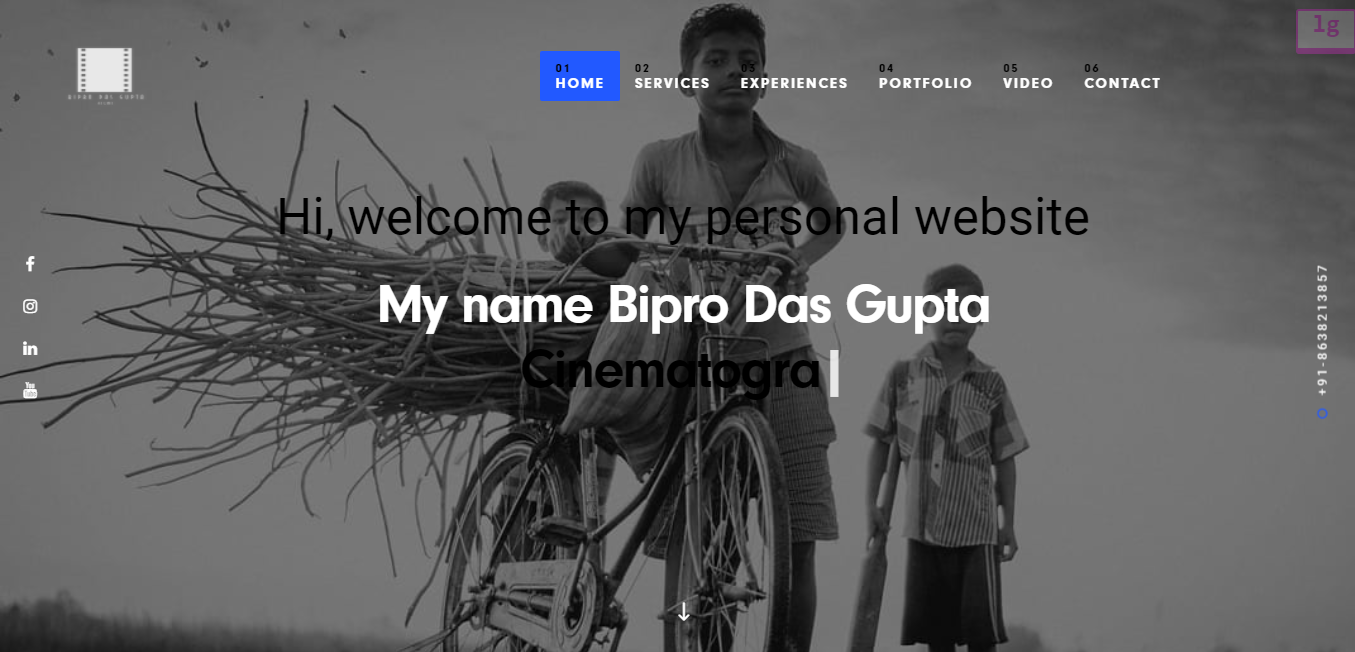 1g
BIPRO DAS GUPTA
01
HOME
02
SERVICES
03
EXPERIENCES
04
PORTFOLIO
05
VIDEO
06
CONTACT
Hi, welcome to my personal website
My name Bipro Das Gupta
Cinematogra
+91-8638213857